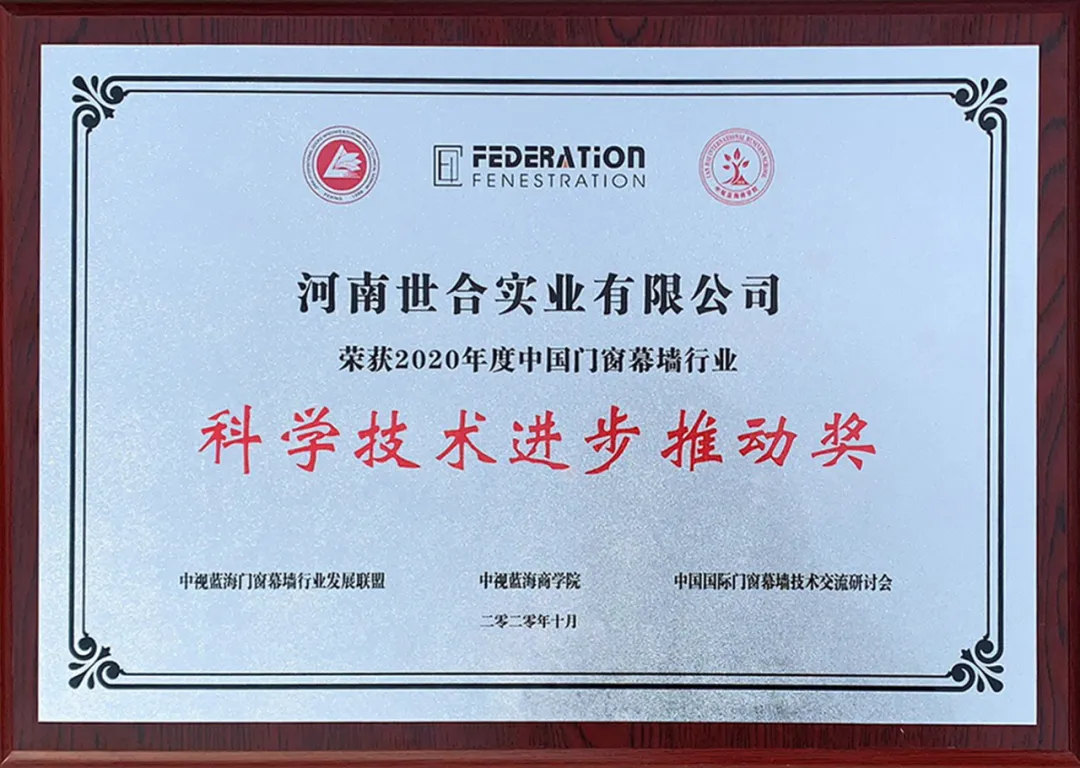 FEDERATION
FENESTRATION
河南世合实业有限公司
荣获2020年度中国门窗幕墙行业
科学技术进步推动奖
中视蓝海门窗幕墙行业发展联盟 中视蓝海商学院 中国国际门窗幕墙技术交流研讨会
二零二零年十月